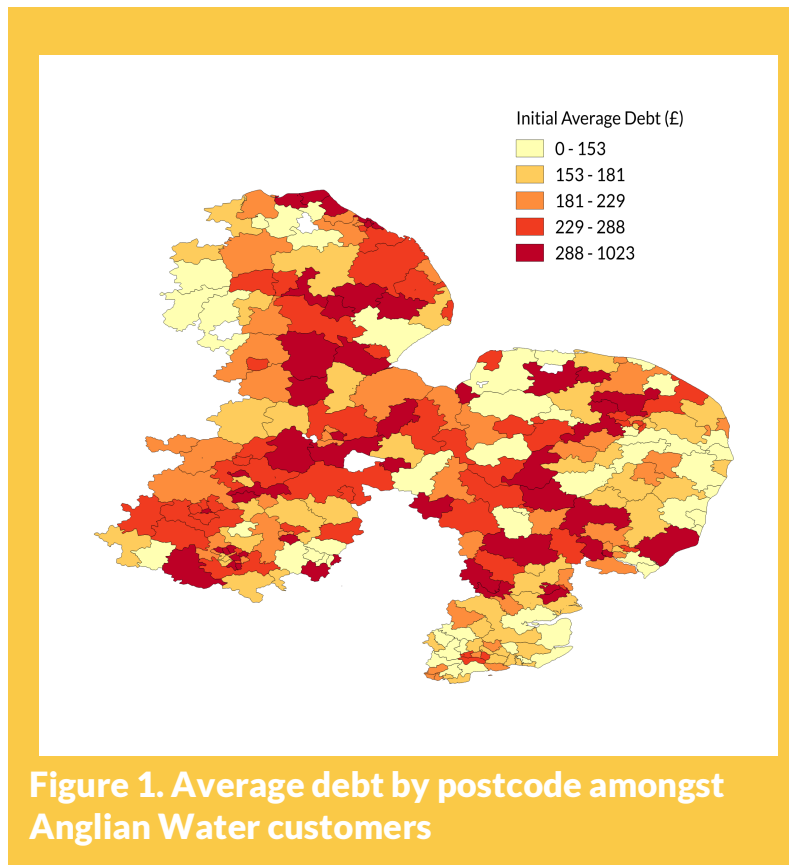 Initial Average Debt (£)
0 - 153
153 - 181
181 - 229
229 - 288
288 - 1023
Figure 1. Average debt by postcode amongst
Anglian Water customers